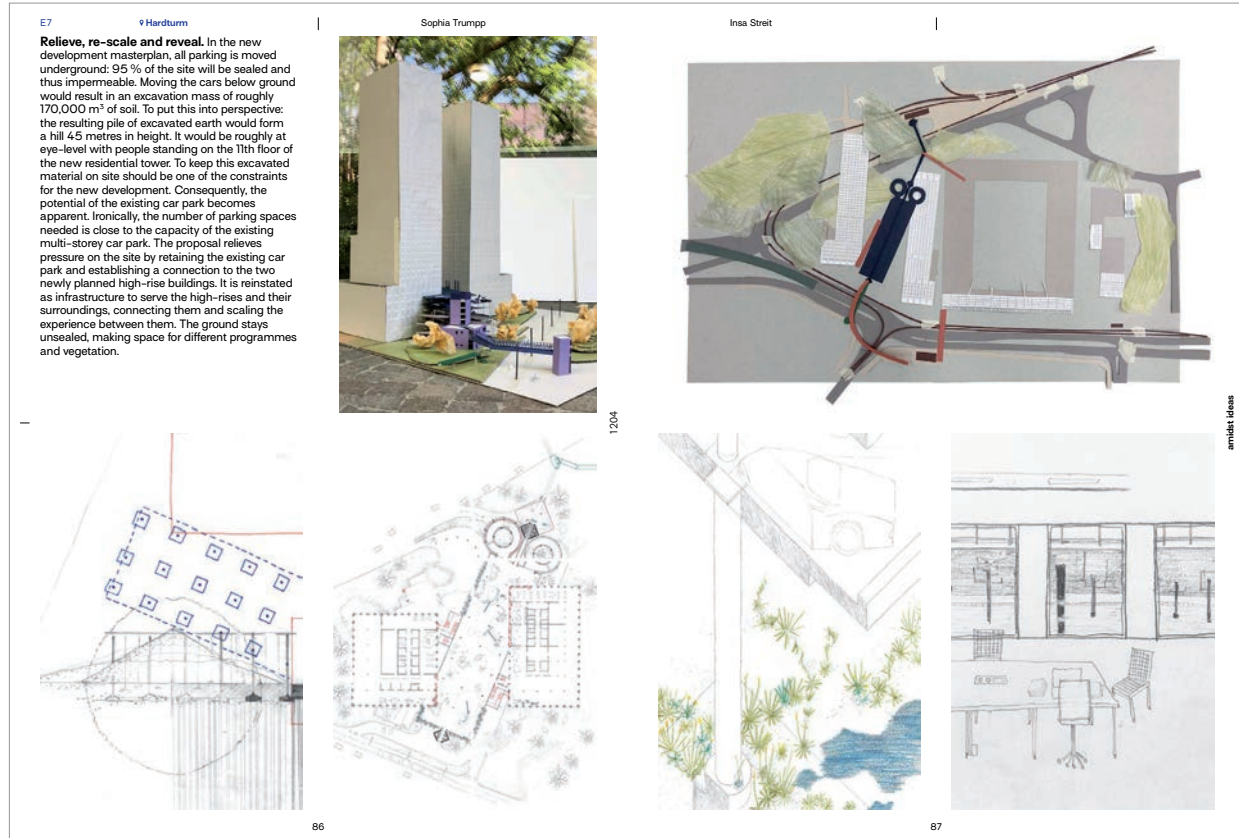 E7
Hardturm
Sophia Trumpp
Insa Streit
Relieve, re-scale and reveal. In the new
development masterplan, all parking is moved
underground: 95 % of the site will be sealed and
thus impermeable. Moving the cars below ground
would result in an excavation mass of roughly
170,000 m³ of soil. To put this into perspective:
the resulting pile of excavated earth would form
a hill 45 metres in height. It would be roughly at
eye-level with people standing on the 11th floor of
the new residential tower. To keep this excavated
material on site should be one of the constraints
for the new development. Consequently, the
potential of the existing car park becomes
apparent. Ironically, the number of parking spaces
needed is close to the capacity of the existing
multi-storey car park. The proposal relieves
pressure on the site by retaining the existing car
park and establishing a connection to the two
newly planned high-rise buildings. It is reinstated
as infrastructure to serve the high-rises and their
surroundings, connecting them and scaling the
experience between them. The ground stays
unsealed, making space for different programmes
and vegetation.
1204
amidst ideas
86
87